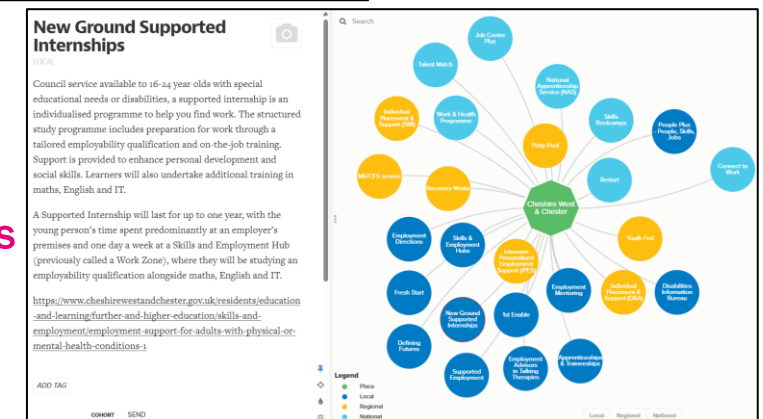 New Ground Supported
Internships
LOCAL
Council service available to 16-24 year olds with special
educational needs or disabilities, a supported internship is an
individualised programme to help you find work. The structured
study programme includes preparation for work through a
tailored employability qualification and on-the-job training.
Support is provided to enhance personal development and
social skills. Learners will also undertake additional training in
maths, English and IT.
A Supported Internship will last for up to one year, with the
young person's time spent predominantly at an employer's
premises and one day a week at a Skills and Employment Hub
(previously called a Work Zone), where they will be studying an
employability qualification alongside maths, English and IT.
https://www.cheshirewestandchester.gov.uk/residents/education
-and-learning/further-and-higher-education/skills-and-
employment/employment-support-for-adults-with-physical-or-
mental-health-conditions-1
ADD TAG
COHORT SEND
s
Search
Job Centre
Plus
Talent Match
National
Apprenticeship
Service (NAS)
Individual
Placement &
Support (SMI)
Work & Health
Programme
Skills
Bootcamps
People Plus
- People, Skills,
Jobs
Petty Pool
Connect to
Work
ME/CFS service
Recovery Works
Restart
Cheshire West
& Chester
Employment
Directions
Skills &
Employment
Hubs
Youth Fed
Intensive
Personalised
Employment
Support (IPES)
Fresh Start
Employment
Mentoring
Individual
Placement &
Support (D&A)
Disabilities
Information
Bureau
New Ground
Supported
Internships
1st Enable
Defining
Futures
Supported
Employment
Employment
Advisors
in Talking
Therapies
Apprenticeships
& Traineeships
Legend
Place
Local
Regional
National
Local Regional National